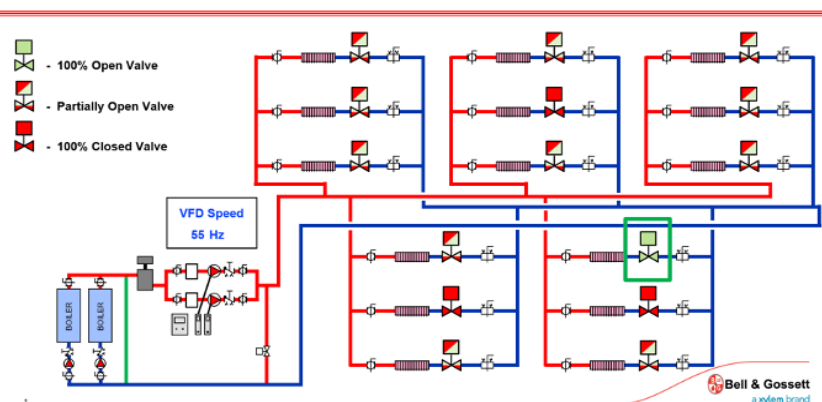 - 100% Open Valve
- Partially Open Valve
- 100% Closed Valve
VFD Speed
55 Hz
BOILER
BOILER
Bell & Gossett
a xylem brand